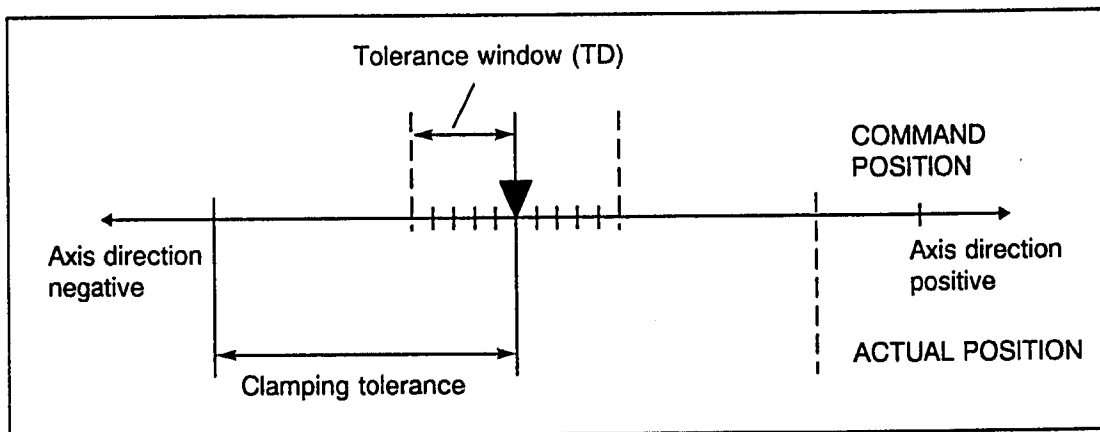 Tolerance window (TD)
COMMAND
POSITION
Axis direction
negative
Axis direction
positive
Clamping tolerance
ACTUAL POSITION